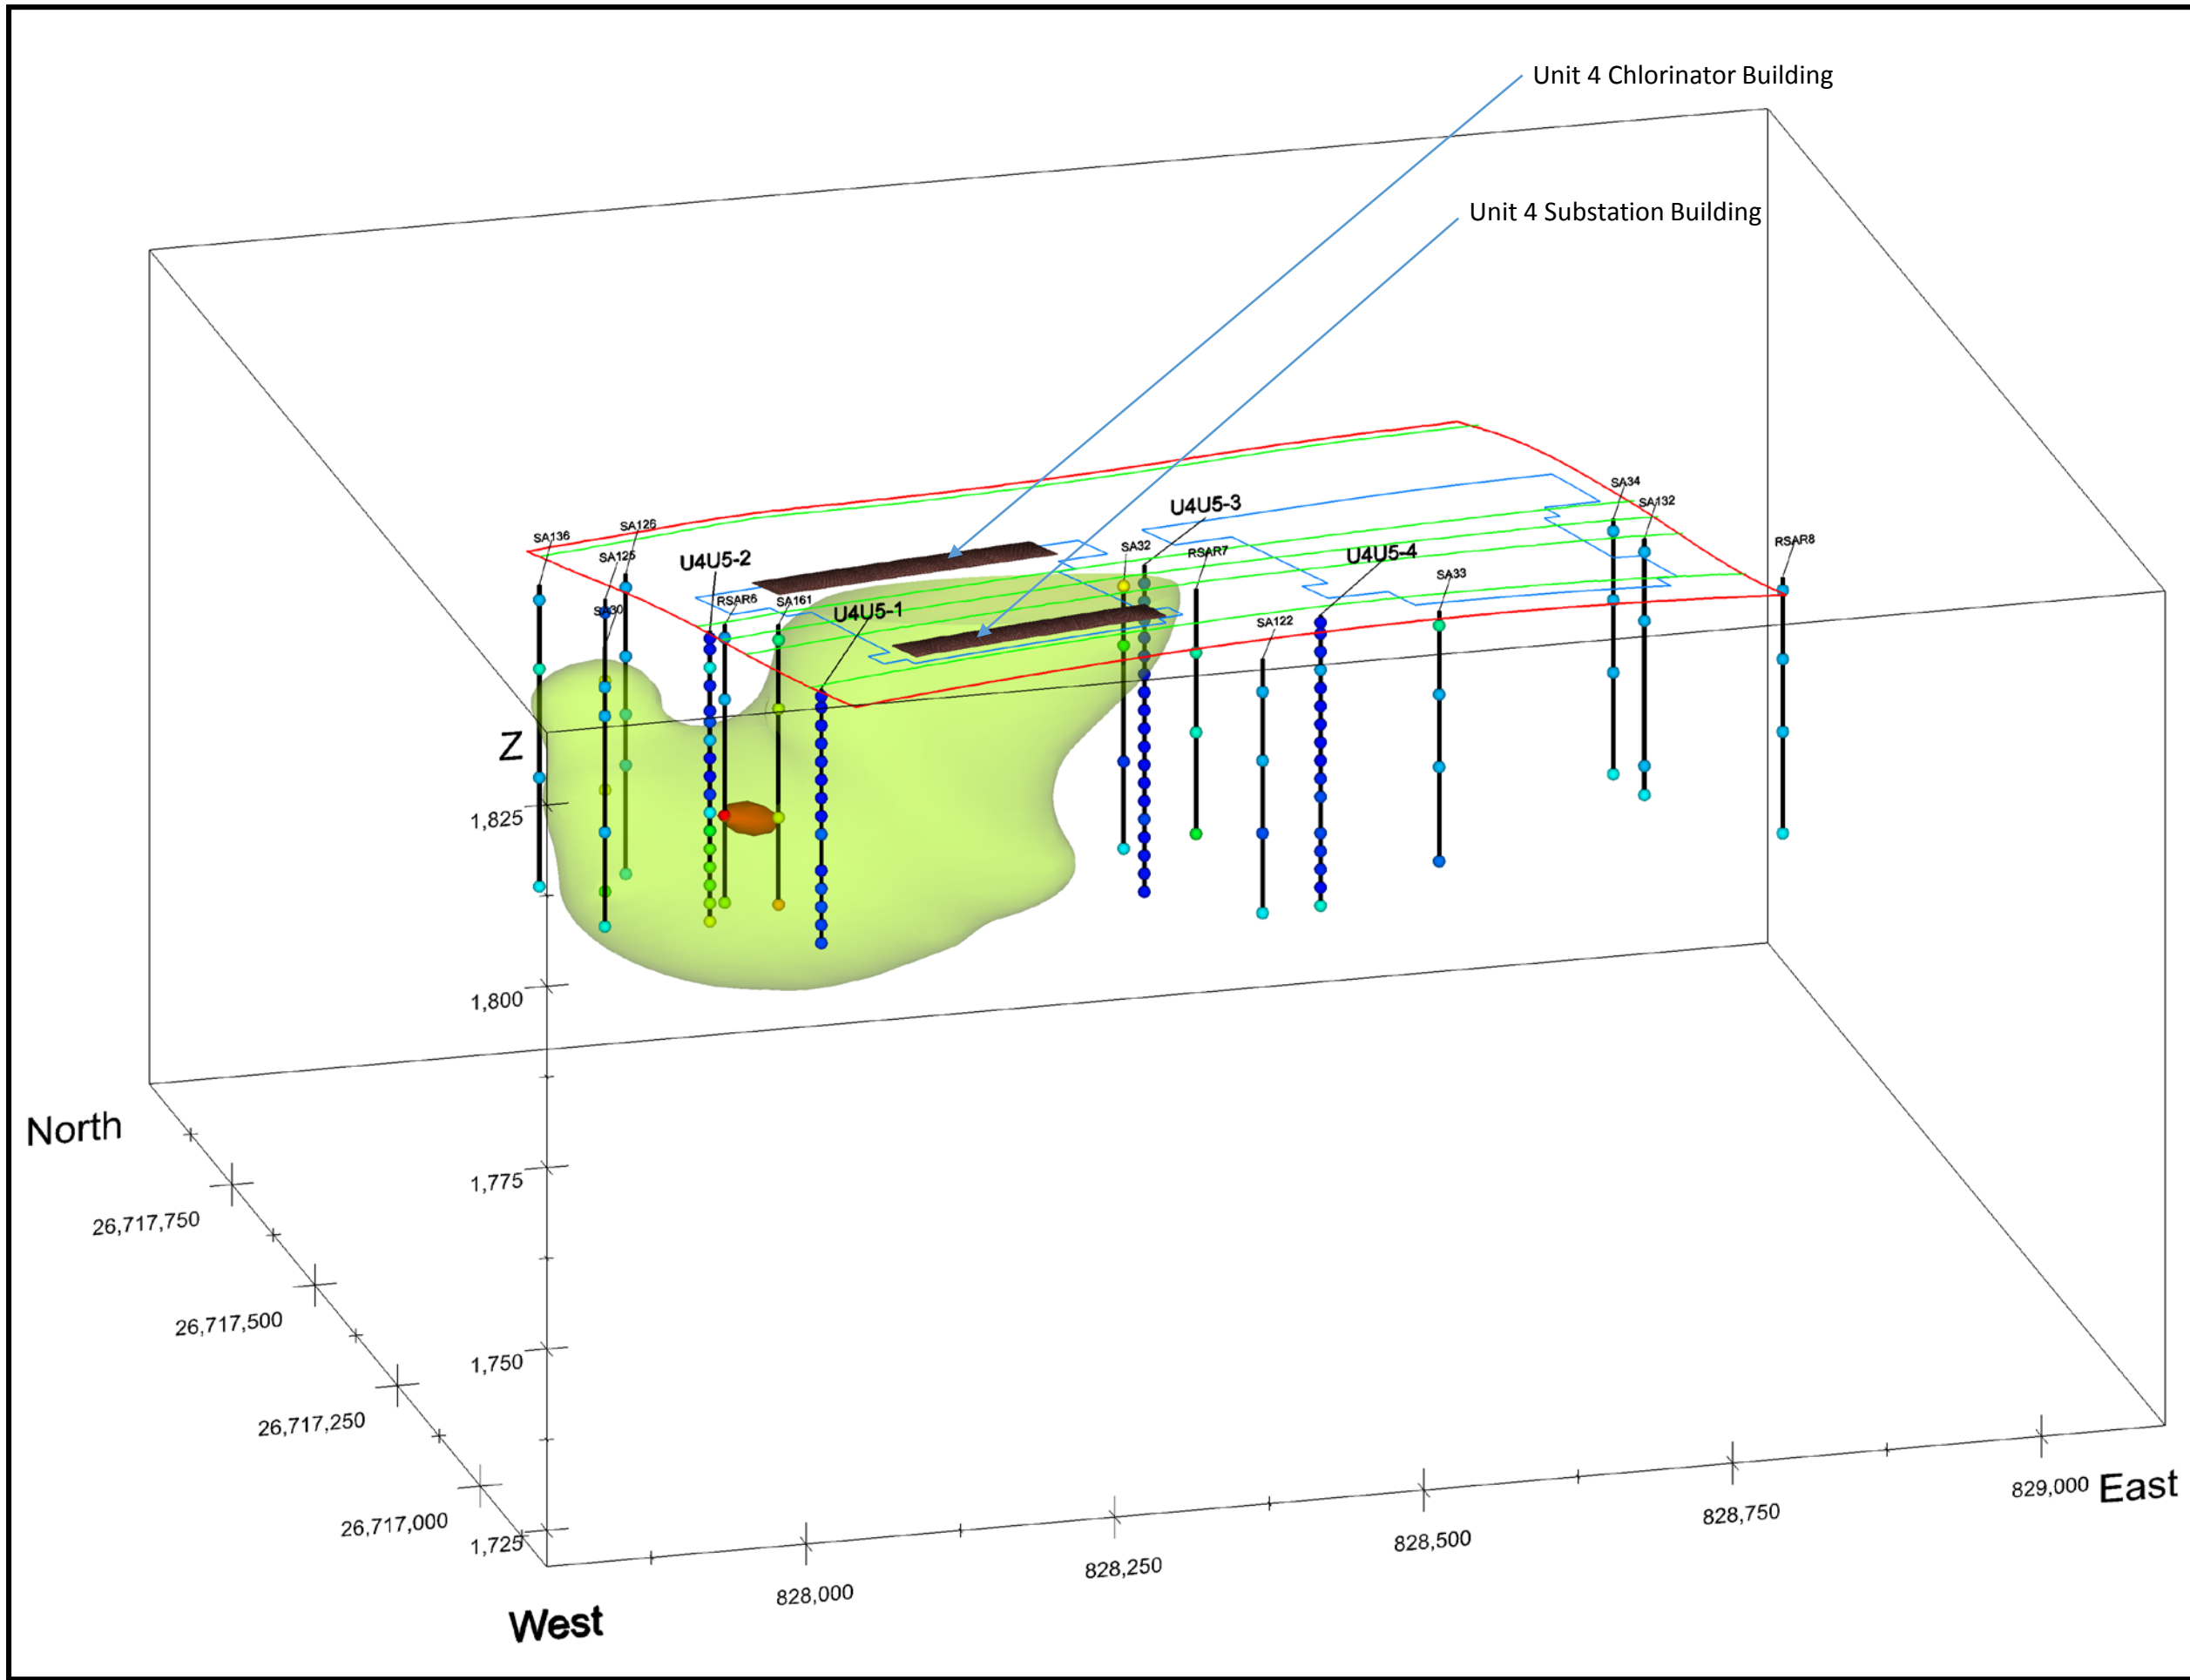 Unit 4 Chlorinator Building
Unit 4 Substation Building
SA34
U4U5-3
SA132
SA126
SA136
SA32
RSAR8
SA125
U4U5-2
RSAR7
U4U5-4
SA33
RSAR6
SA161
SA30
U4U5-1
SA122
Z
1,825
1,800
North
1,775
26,717,750
26,717,500
1,750
26,717,250
26,717,000
1,725
829,000
East
828,750
828,500
828,250
828,000
West